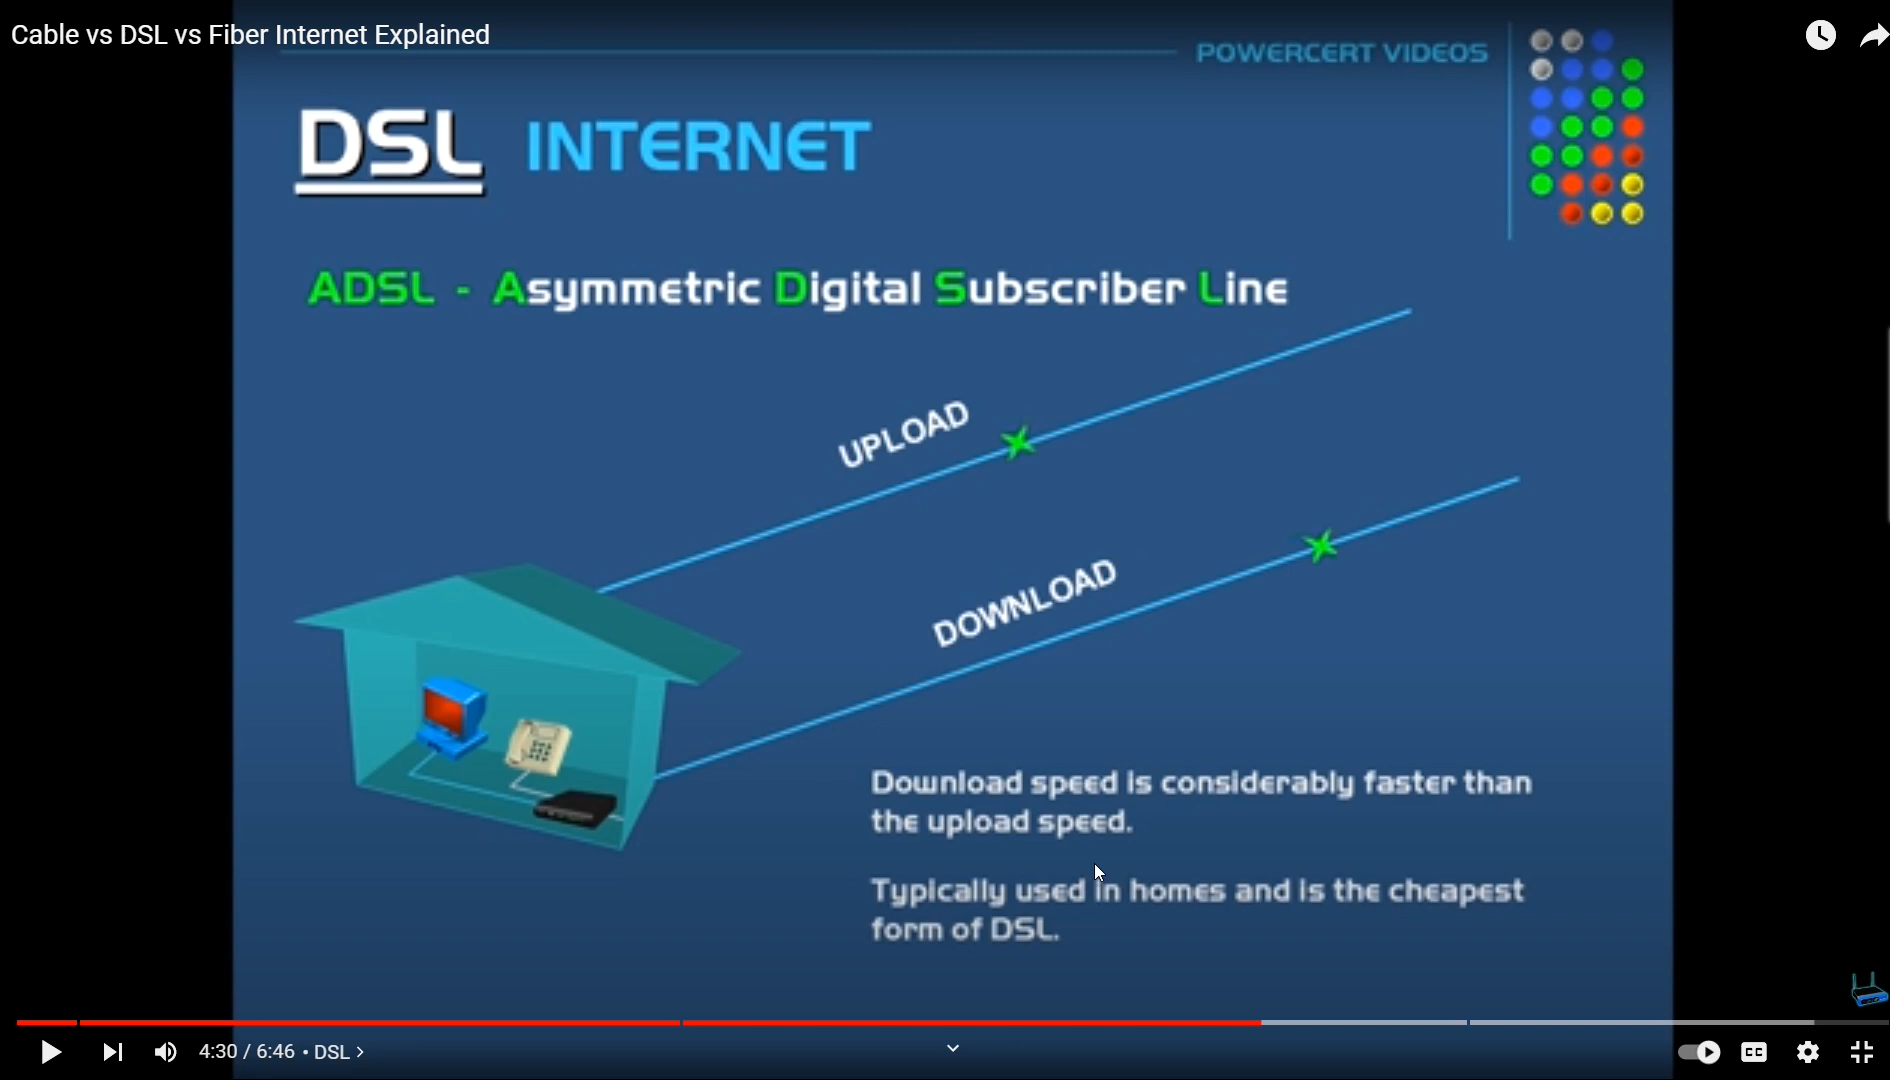 Cable vs DSL vs Fiber Internet Explained
POWERCERT VIDEOS
DSL INTERNET
ADSL - Asymmetric Digital Subscriber Line
UPLOAD
DOWNLOAD
Download speed is considerably faster than
the upload speed.
Typically used in homes and is the cheapest
form of DSL.
4:30 / 6:46 • DSL >
CC